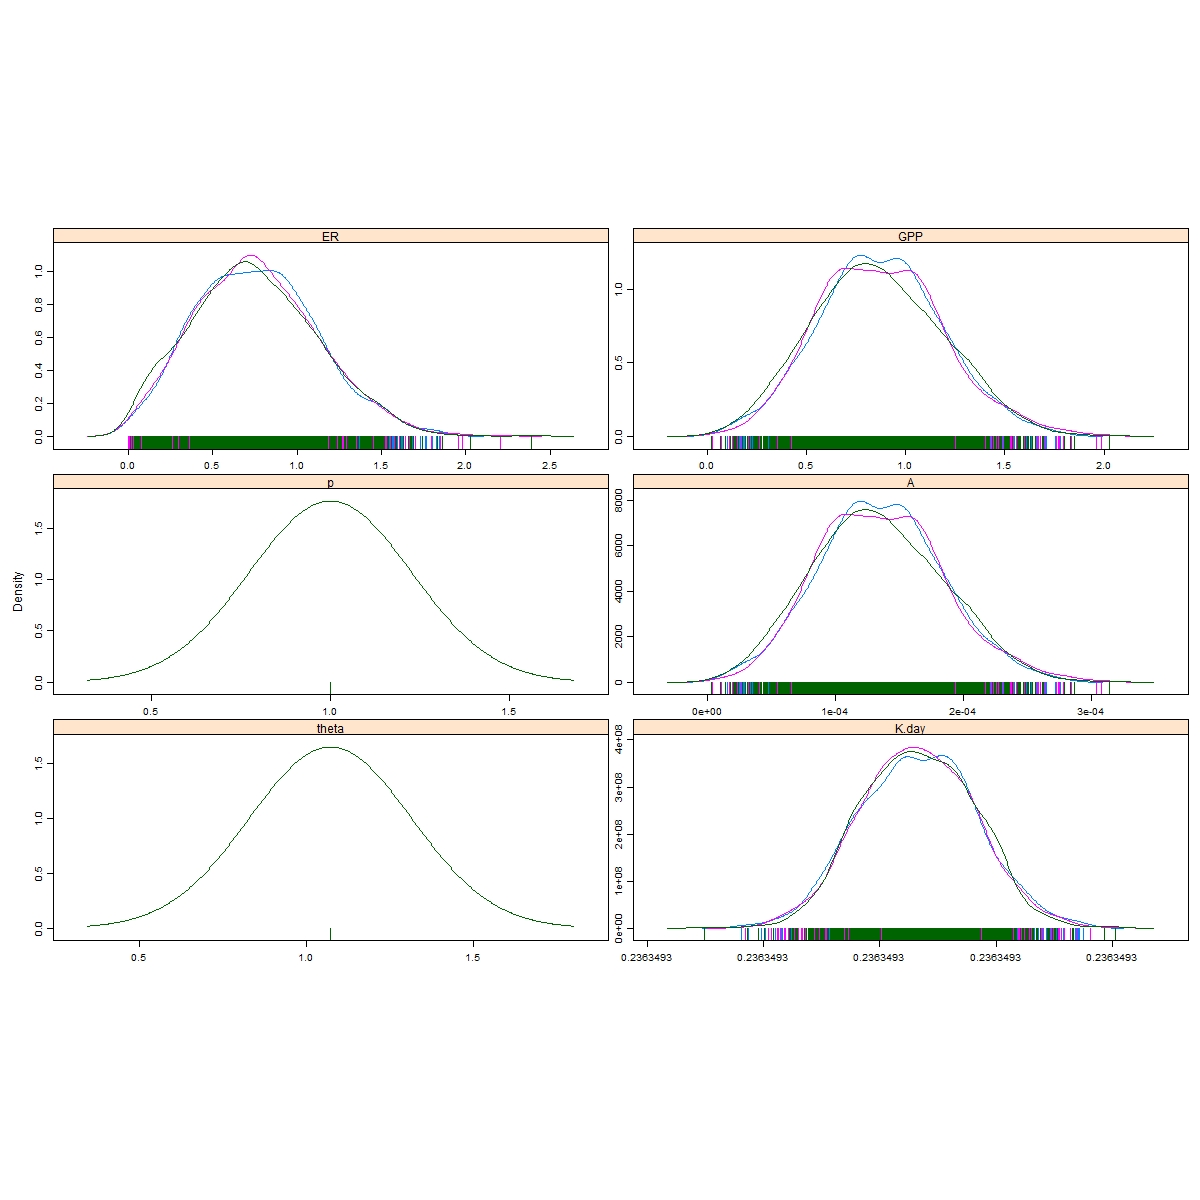 ER
GPP
0.0 0.2 0.4 0.6 0.8 1.0
0.0 0.5 1.0 1.5 2.0 2.5
0.0 0.5 1.0
0.0 0.5 1.0 1.5 2.0
p
A
0.0 0.5 1.0 1.5
0.5 1.0 1.5
0 2000 4000 6000 8000
0e+00 1e-04 2e-04 3e-04
Density
theta
K.day
0.0 0.5 1.0 1.5
0.5 1.0 1.5
0e+00 1e+08 2e+08 3e+08 4e+08
0.2363493 0.2363493 0.2363493 0.2363493 0.2363493